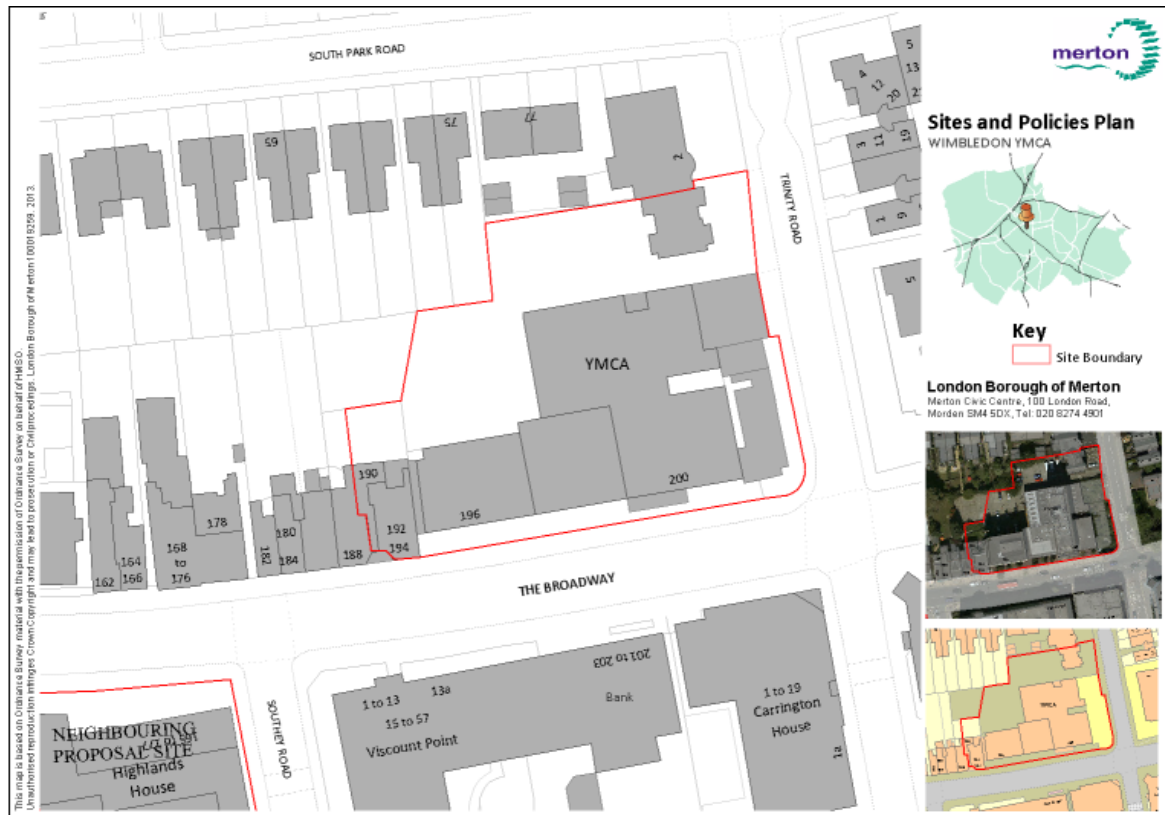 SOUTH PARK ROAD
merton
Sites and Policies Plan
WIMBLEDON YMCA
Key
Site Boundary
London Borough of Merton
Merton Civic Centre, 100 London Road,
Morden SM4 5DX, Tel: 020 8274 4901
This map is based on Ordnance Survey material with the permission of Ordnance Survey on behalf of HMSO.
Unauthorised reproduction infringes Crown Copyright and may lead to prosecution or Civil procedings. London Borough of Merton 100019259. 2013.
65
75
77
2
TRINITY ROAD
4
12
20
5
13
3
11
19
1
9
5
YMCA
190
192
194
196
200
188
180
184
182
178
168
to
176
164
166
162
THE BROADWAY
SOUTHEY ROAD
201 to 203
Bank
1 to 13
13a
15 to 57
Viscount Point
1 to 19
Carrington
House
1a
NEIGHBOURING
PROPOSAL SITE
Highlands
House
YMCA